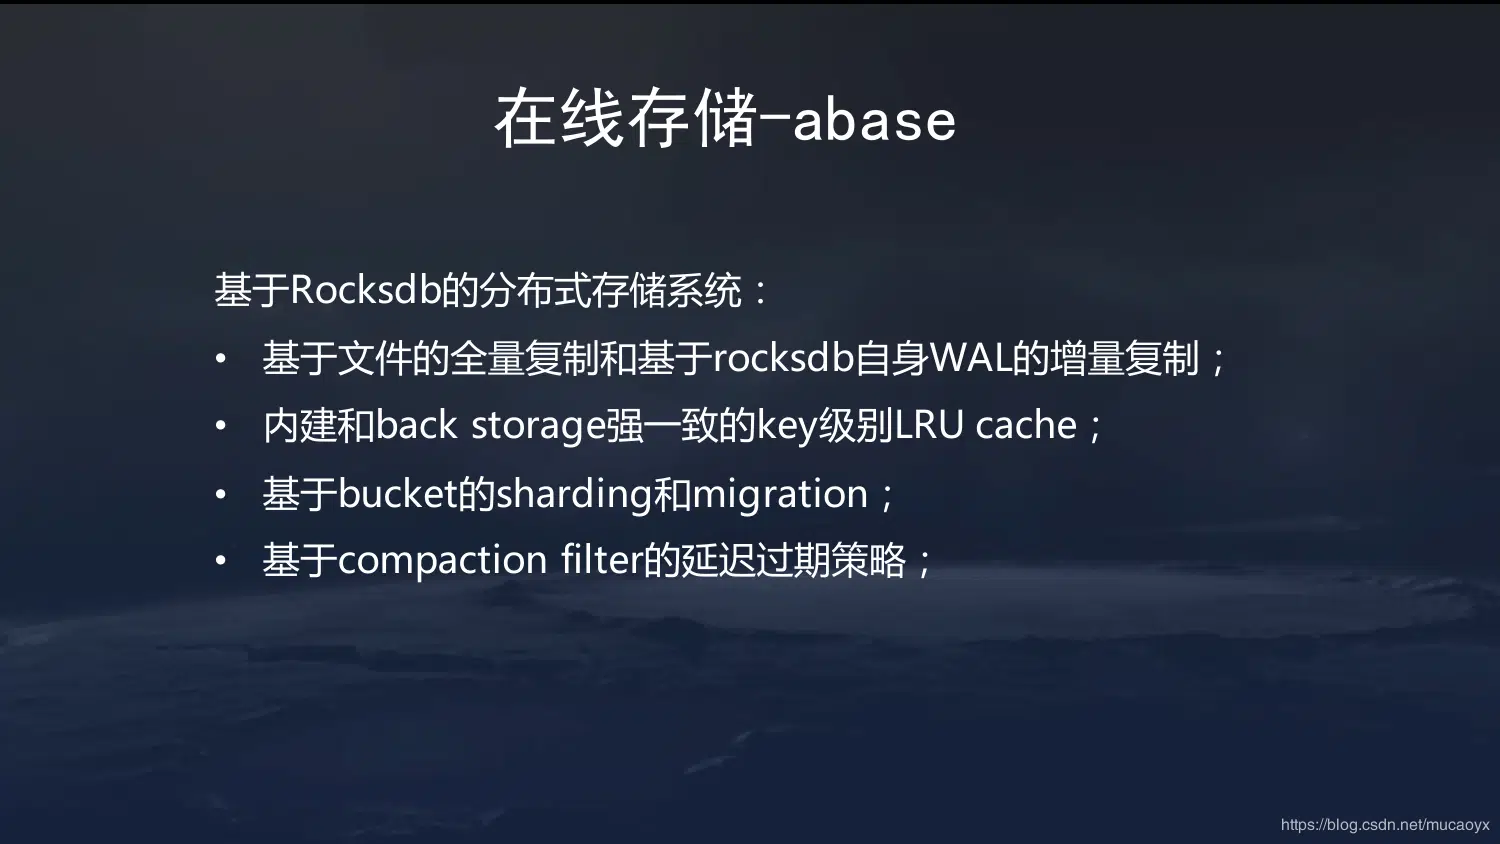 在线存储-abase
基于Rocksdb的分布式存储系统：
• 基于文件的全量复制和基于rocksdb自身WAL的增量复制；
• 内建和back storage强一致的key级别LRU cache；
• 基于bucket的sharding和migration；
• 基于compaction filter的延迟过期策略；
https://blog.csdn.net/mucaoyx